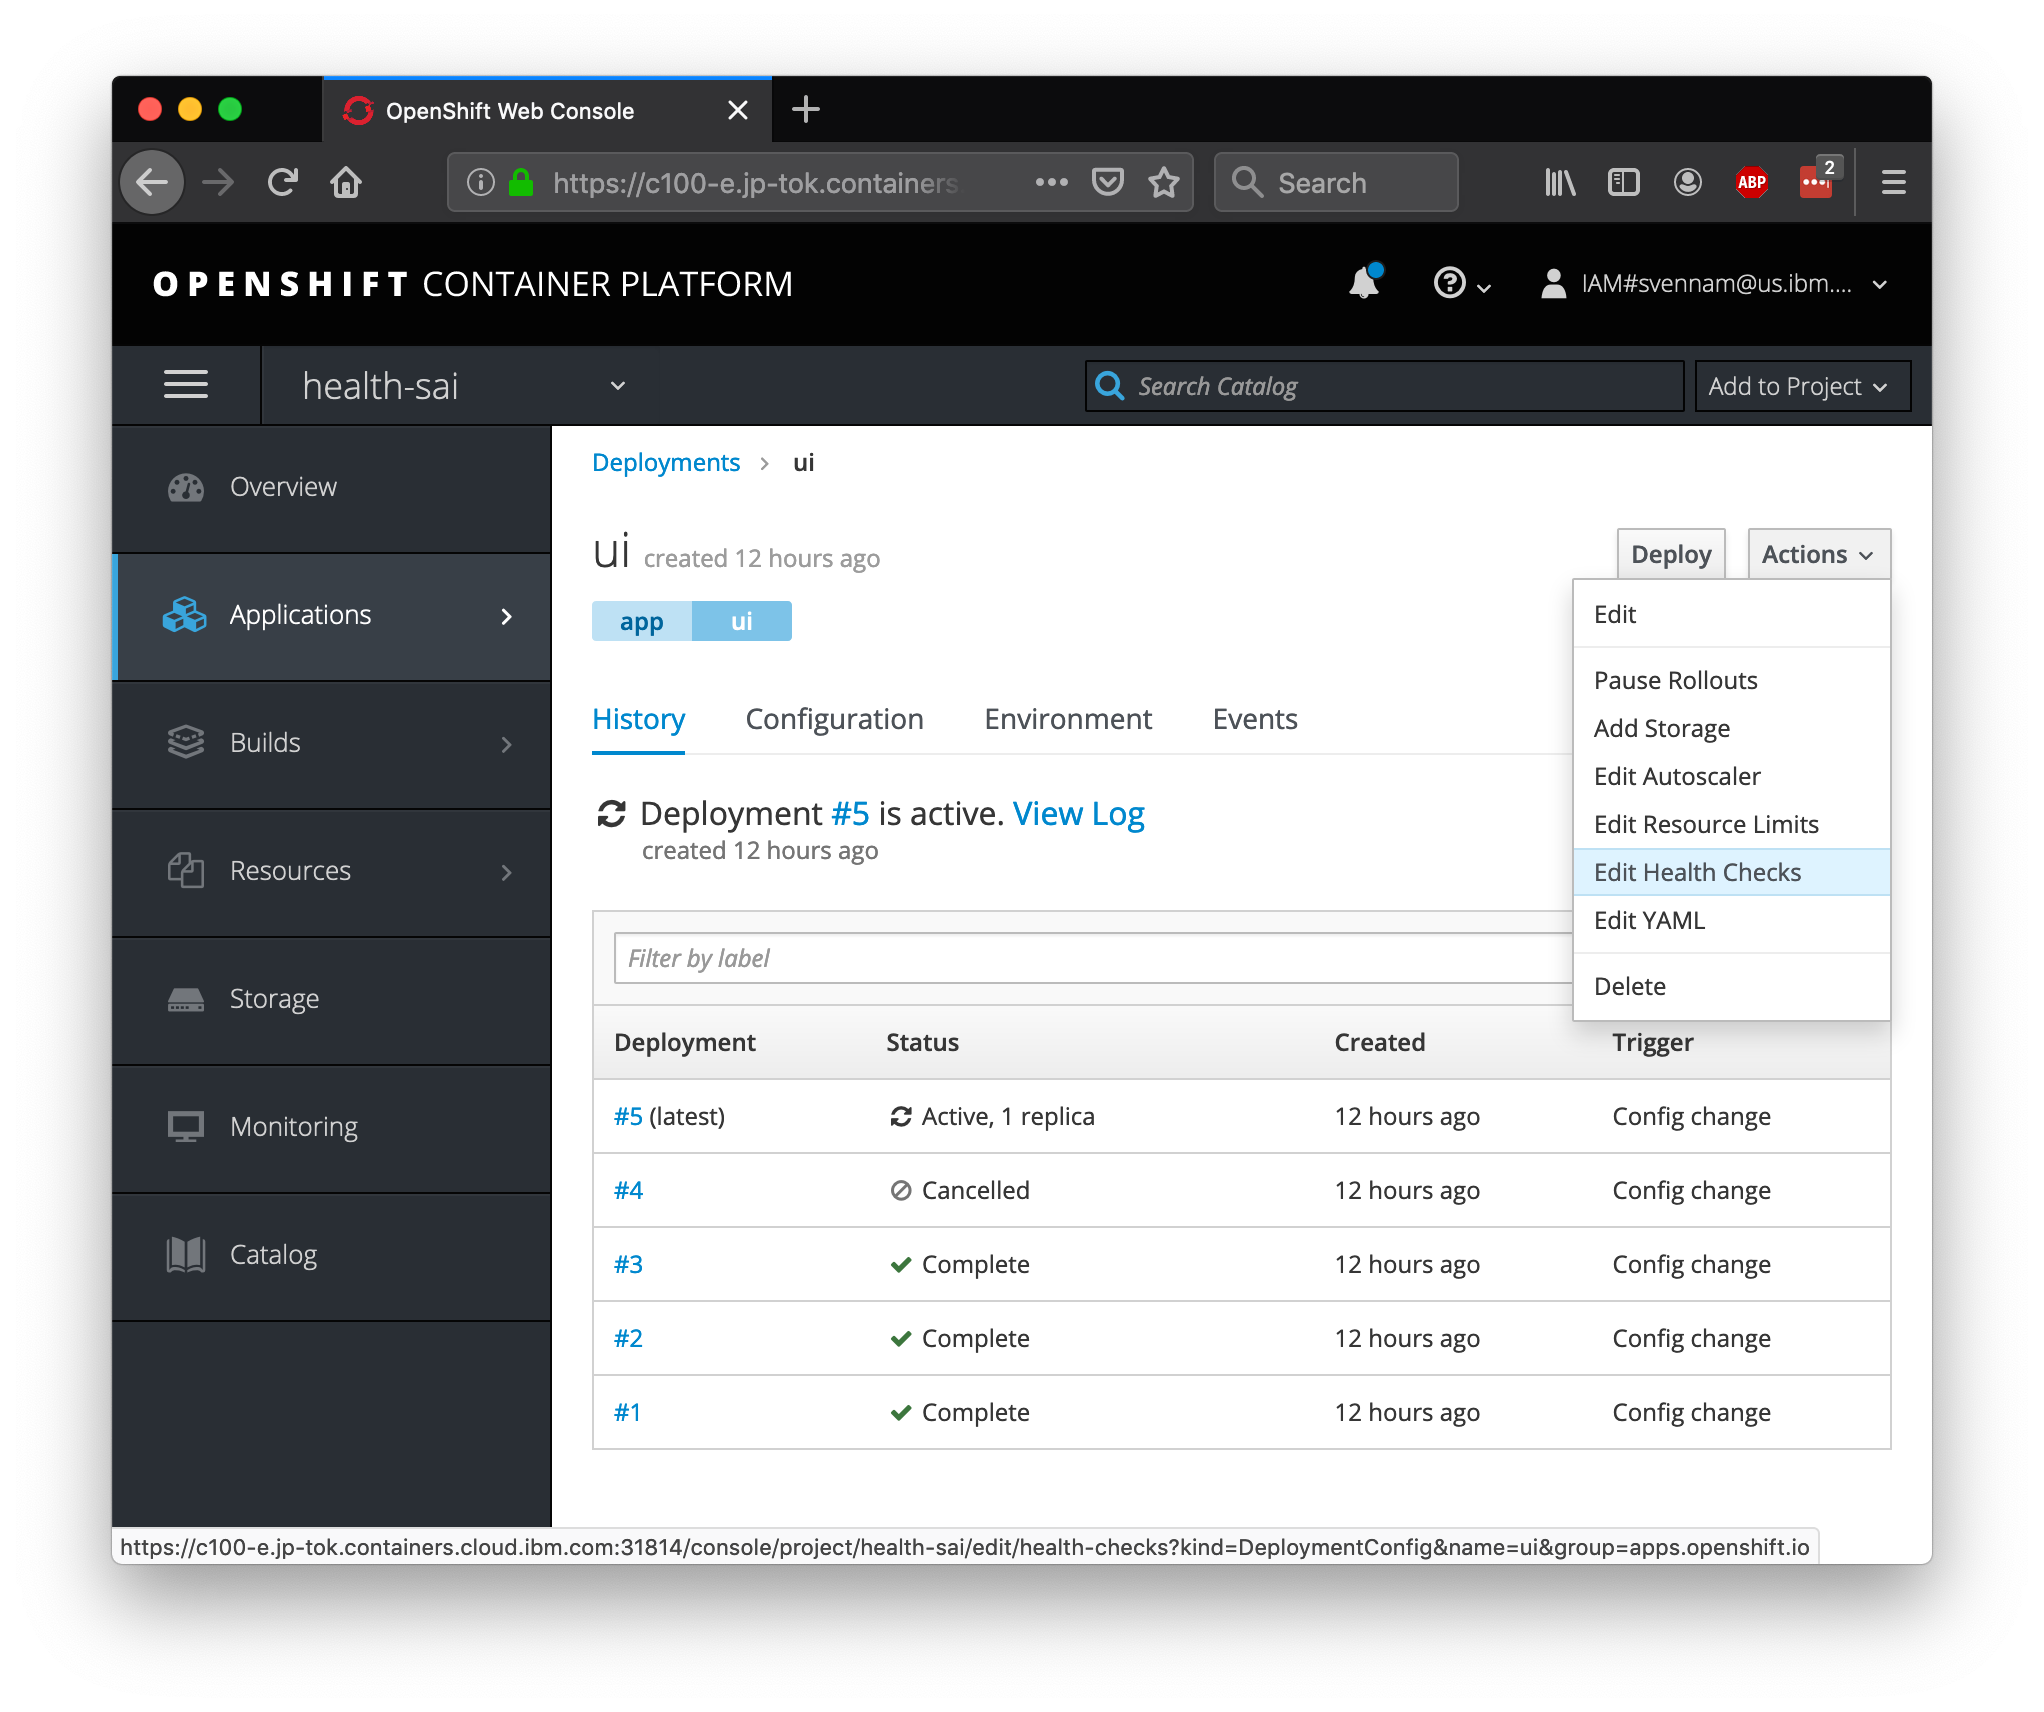 OpenShift Web Console
https://c100-e.jp-tok.containers
Search
ABP
2
OPENSHIFT CONTAINER PLATFORM
IAM#svennam@us.ibm....
health-sai
Search Catalog
Add to Project
Overview
Applications
Builds
Resources
Storage
Monitoring
Catalog
Deployments > ui
ui created 12 hours ago
Deploy
Actions
app ui
Edit
Pause Rollouts
Add Storage
Edit Autoscaler
Edit Resource Limits
Edit Health Checks
Edit YAML
Delete
History Configuration Environment Events
Deployment #5 is active. View Log
created 12 hours ago
Filter by label
Deployment Status Created Trigger
#5 (latest) Active, 1 replica 12 hours ago Config change
#4 Cancelled 12 hours ago Config change
#3 Complete 12 hours ago Config change
#2 Complete 12 hours ago Config change
#1 Complete 12 hours ago Config change
https://c100-e.jp-tok.containers.cloud.ibm.com:31814/console/project/health-sai/edit/health-checks?kind=DeploymentConfig&name=ui&group=apps.openshift.io